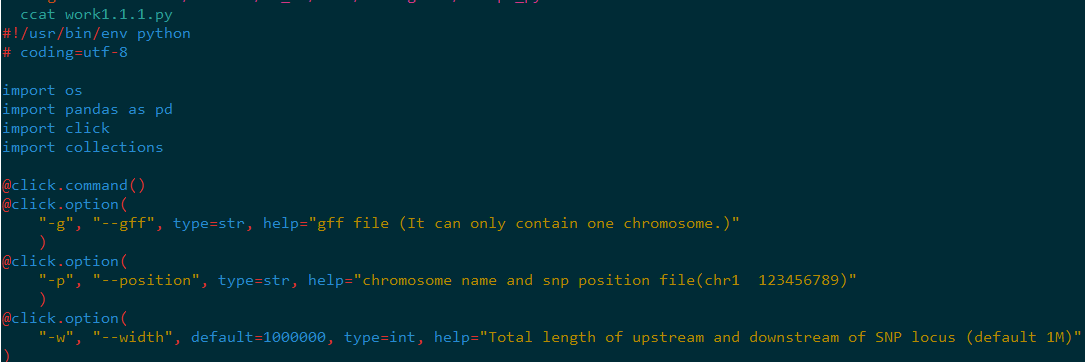 ccat work1.1.1.py
#!/usr/bin/env python
# coding=utf-8
import os
import pandas as pd
import click
import collections
@click.command()
@click.option(
"-g", "--gff", type=str, help="gff file (It can only contain one chromosome.)"
)
@click.option(
"-p", "--position", type=str, help="chromosome name and snp position file(chr1  123456789)"
)
@click.option(
"-w", "--width", default=1000000, type=int, help="Total length of upstream and downstream of SNP locus (default 1M)"
)